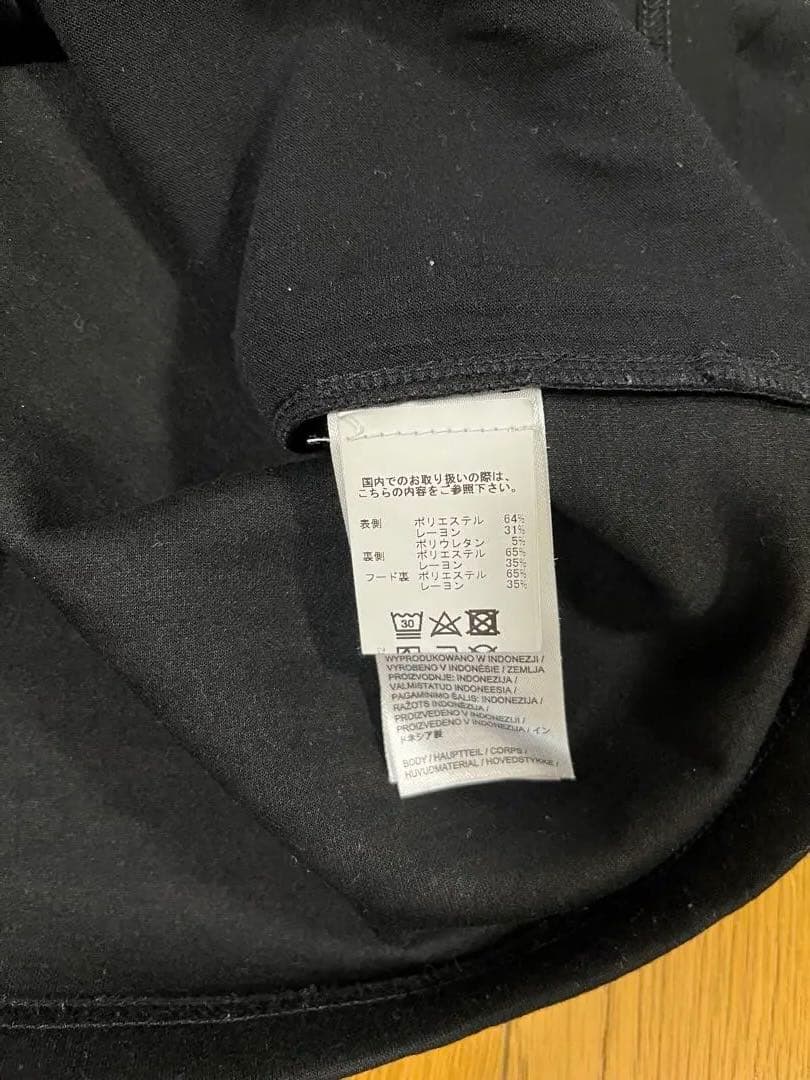 国内でのお取り扱いの際は、
こちらの内容をご参照下さい。
表側 ポリエステル 64%
レーヨン 31%
ポリウレタン 5%
裏側 ポリエステル 65%
レーヨン 35%
フード裏 ポリエステル 65%
レーヨン 35%
30
WYPRODUKOWANO W INDONEZJI /
VYROBENO V INDONÉSIE / ZEMLJA
PROIZVODNJE: INDONEZIJA /
VALMISTATUD INDONEESIA /
PAGAMINIMO ŠALIS: INDONEZIJA /
RAŽOTS INDONĒZIJA /
PROIZVEDENO V INDONEZIJI /
PROIZVEDENO V INDONEZIJA / イン
ドネシア製
BODY / HAUPTTEIL / CORPS /
HUVUDMATERIAL / HOVEDSTYKKE /